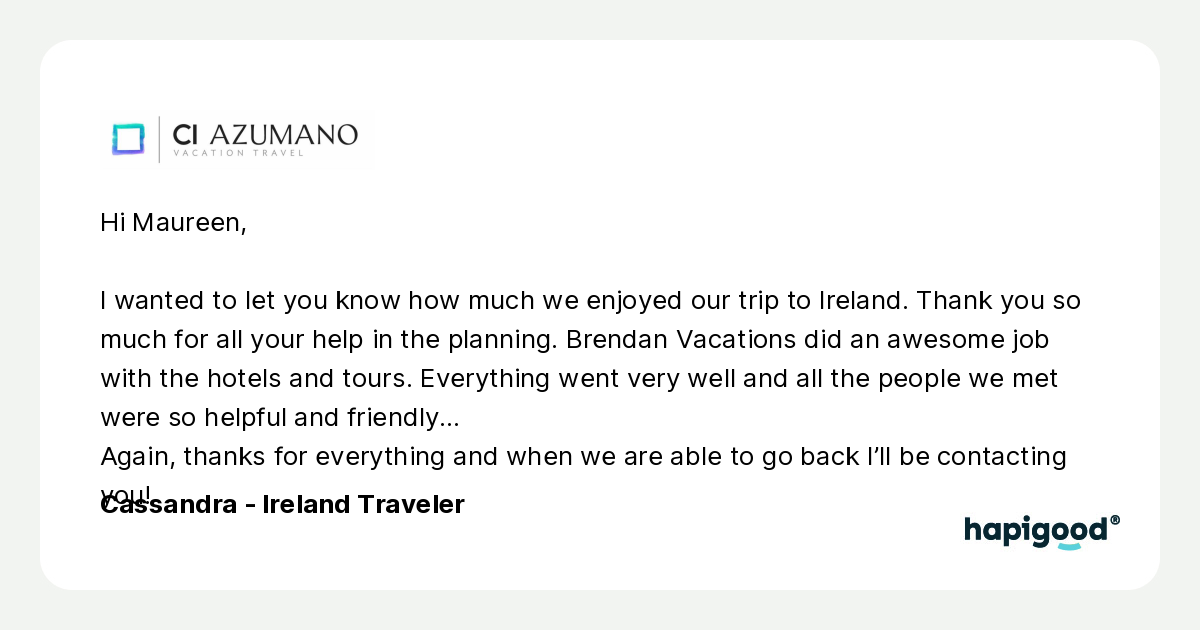 CI AZUMANO
VACATION TRAVEL
Hi Maureen,
I wanted to let you know how much we enjoyed our trip to Ireland. Thank you so
much for all your help in the planning. Brendan Vacations did an awesome job
with the hotels and tours. Everything went very well and all the people we met
were so helpful and friendly...
Again, thanks for everything and when we are able to go back I’ll be contacting
you!
Cassandra - Ireland Traveler
hapigood®